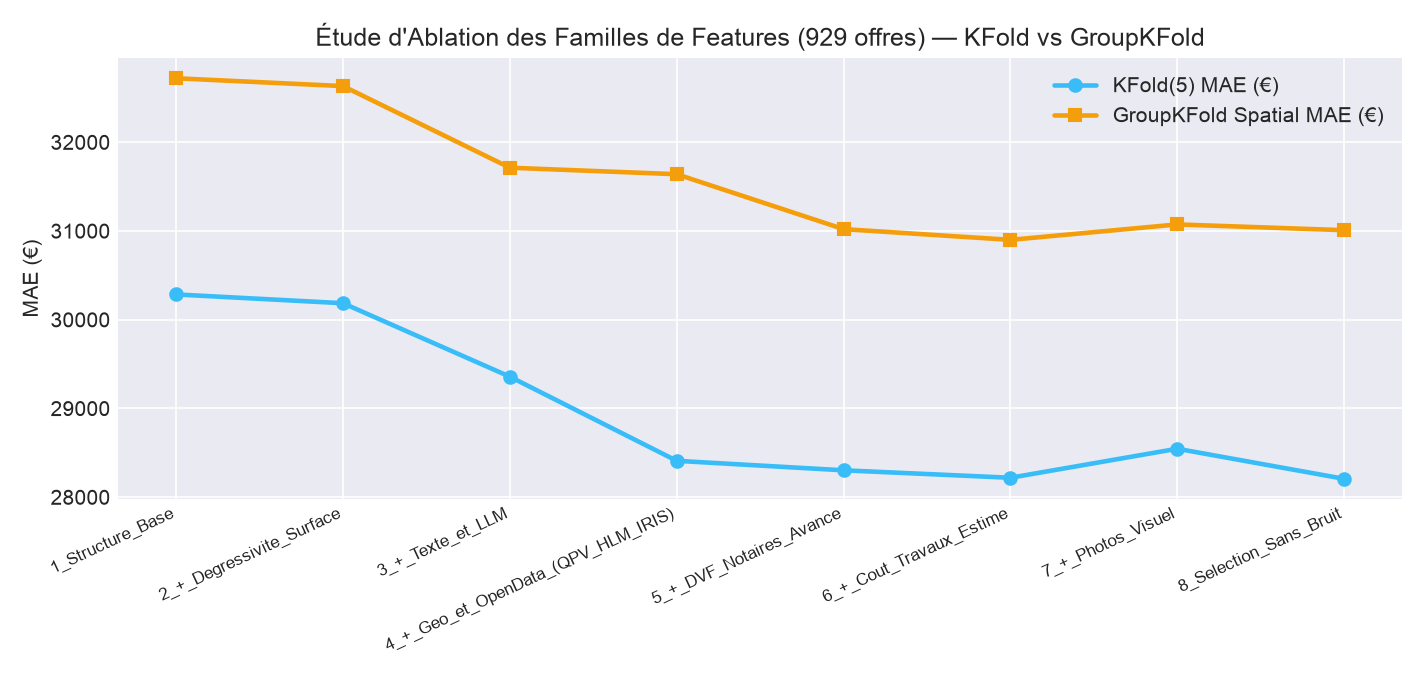 Étude d'Ablation des Familles de Features (929 offres) — KFold vs GroupKFold
KFold(5) MAE (€)
GroupKFold Spatial MAE (€)
MAE (€)
32000
31000
30000
29000
28000
1_Structure_Base
2_+_Degressivite_Surface
3_+_Texte_et_LLM
4_+_Geo_et_OpenData_(QPV_HLM_IRIS)
5_+_DVF_Notaires_Avance
6_+_Cout_Travaux_Estime
7_+_Photos_Visuel
8_Selection_Sans_Bruit